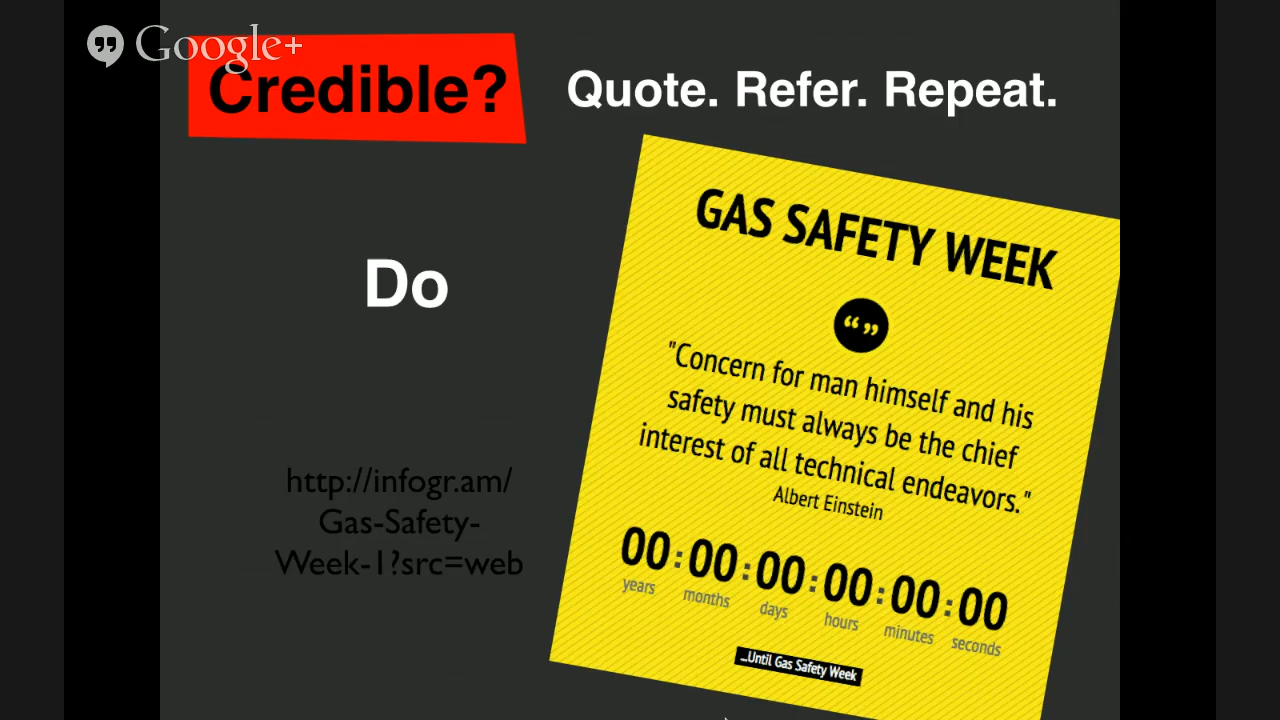 Google+
Credible?
Quote. Refer. Repeat.
Do
http://infogr.am/
Gas-Safety-
Week-1?src=web
GAS SAFETY WEEK
“”
"Concern for man himself and his
safety must always be the chief
interest of all technical endeavors."
Albert Einstein
00:00:00:00:00:00
years months days hours minutes seconds
...Until Gas Safety Week